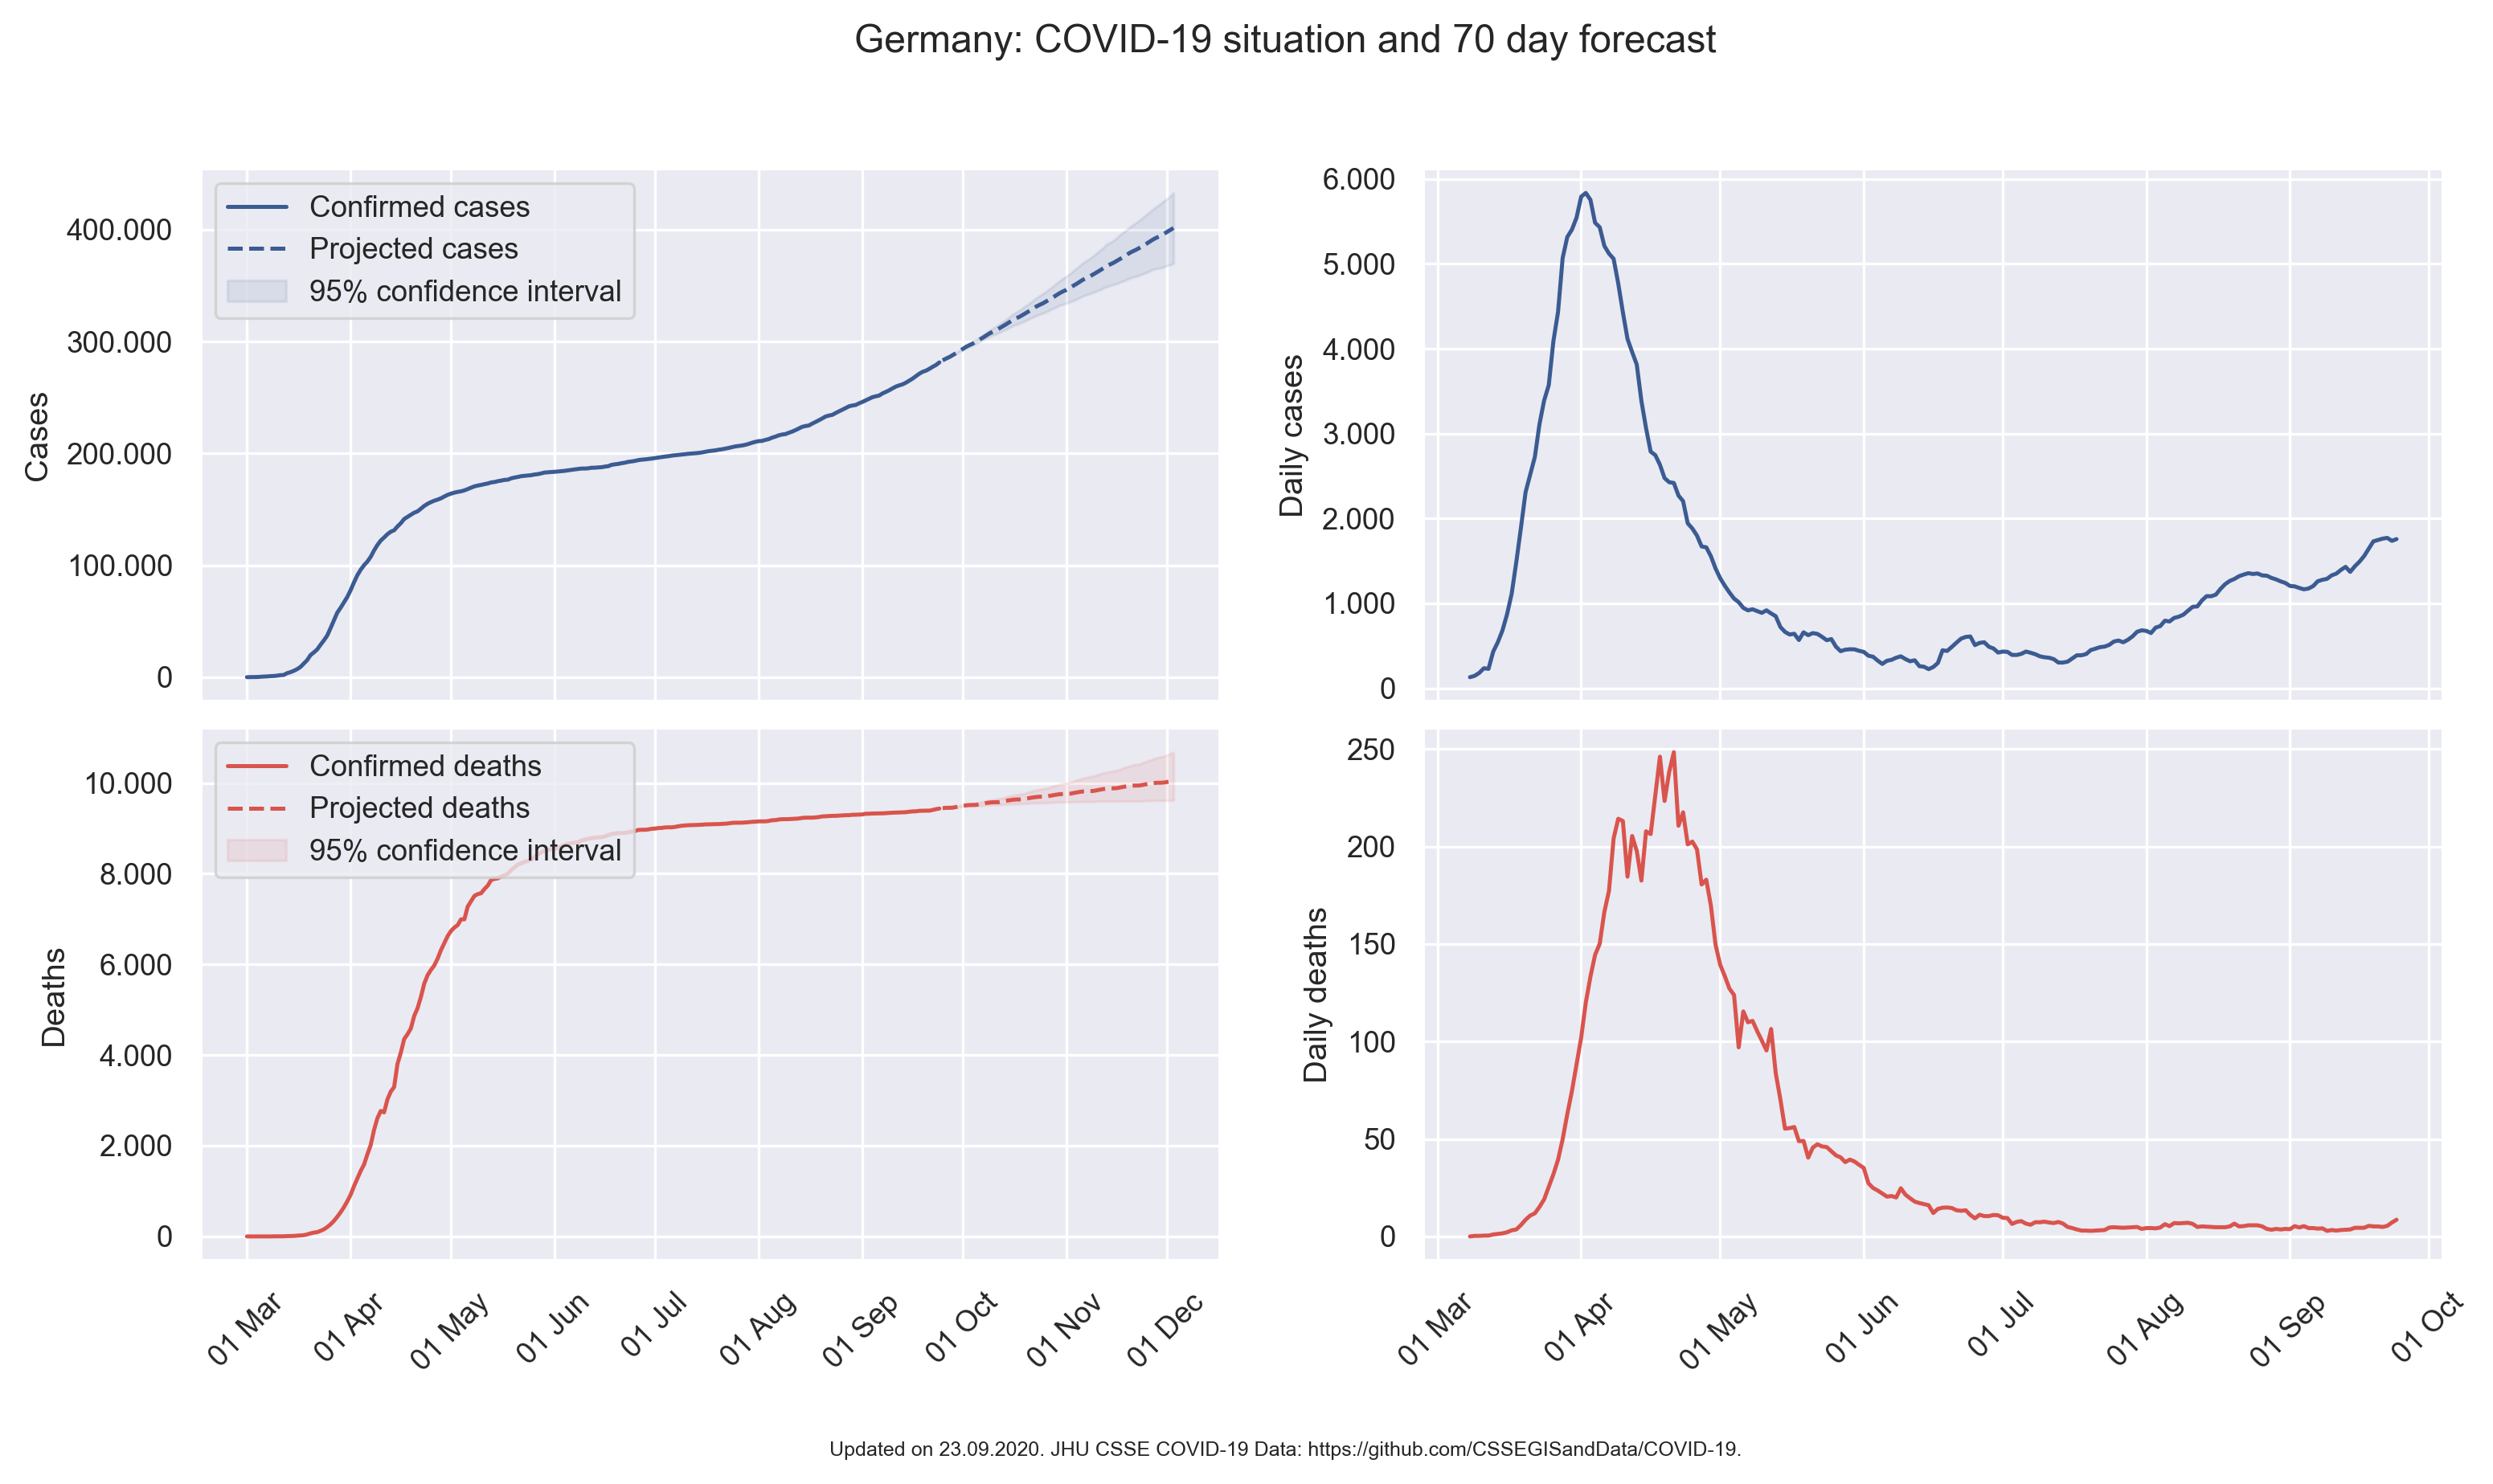 Germany: COVID-19 situation and 70 day forecast
Confirmed cases
Projected cases
95% confidence interval
400.000
300.000
200.000
100.000
0
Cases
6.000
5.000
4.000
3.000
2.000
1.000
0
Daily cases
Confirmed deaths
Projected deaths
95% confidence interval
10.000
8.000
6.000
4.000
2.000
0
Deaths
01 Mar
01 Apr
01 May
01 Jun
01 Jul
01 Aug
01 Sep
01 Oct
01 Nov
01 Dec
250
200
150
100
50
0
Daily deaths
01 Mar
01 Apr
01 May
01 Jun
01 Jul
01 Aug
01 Sep
01 Oct
Updated on 23.09.2020. JHU CSSE COVID-19 Data: https://github.com/CSSEGISandData/COVID-19.